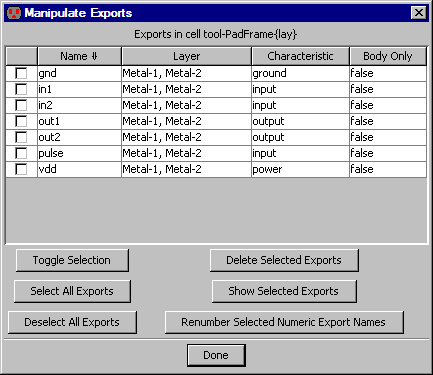 Manipulate Exports
Exports in cell tool-PadFrame{lay}
Name ⇓ Layer Characteristic Body Only
gnd Metal-1, Metal-2 ground false
in1 Metal-1, Metal-2 input false
in2 Metal-1, Metal-2 input false
out1 Metal-1, Metal-2 output false
out2 Metal-1, Metal-2 output false
pulse Metal-1, Metal-2 input false
vdd Metal-1, Metal-2 power false
Toggle Selection Delete Selected Exports
Select All Exports Show Selected Exports
Deselect All Exports Renumber Selected Numeric Export Names
Done